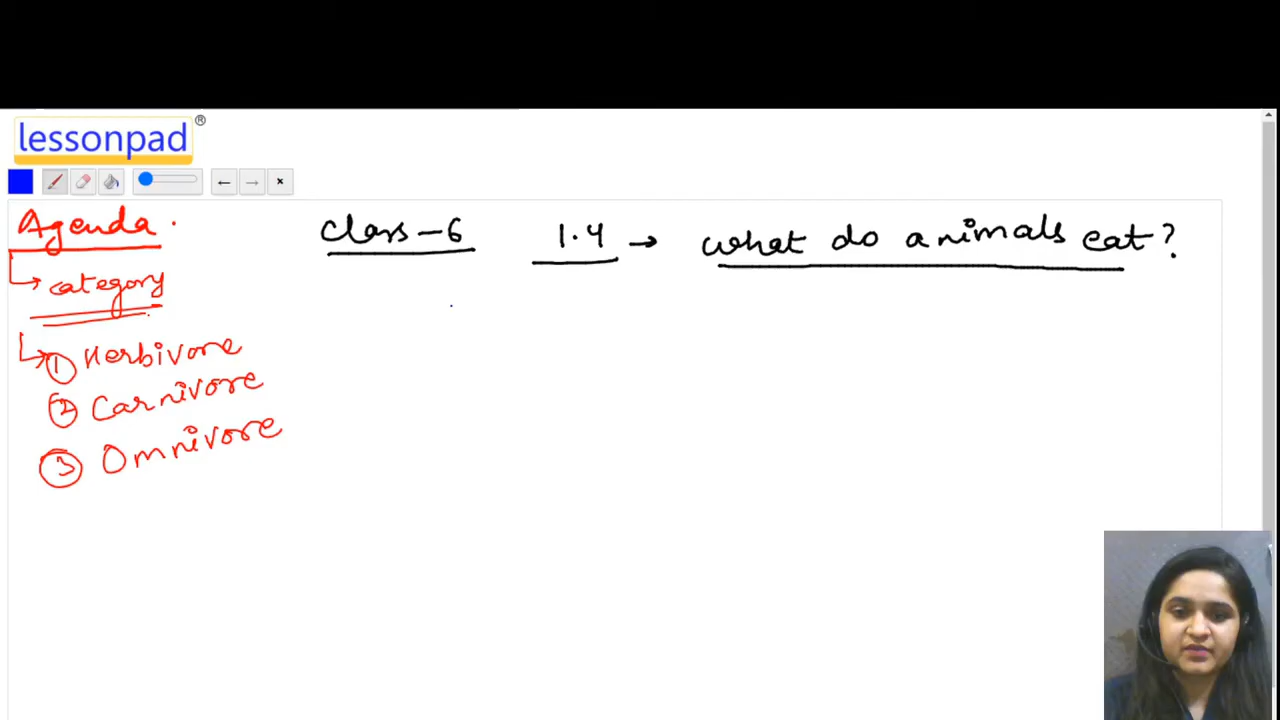 lessonpad®
Agenda.
class-6 1.4 → what do animals eat?
↳ category
↳ ① Herbivore
② Carnivore
③ Omnivore